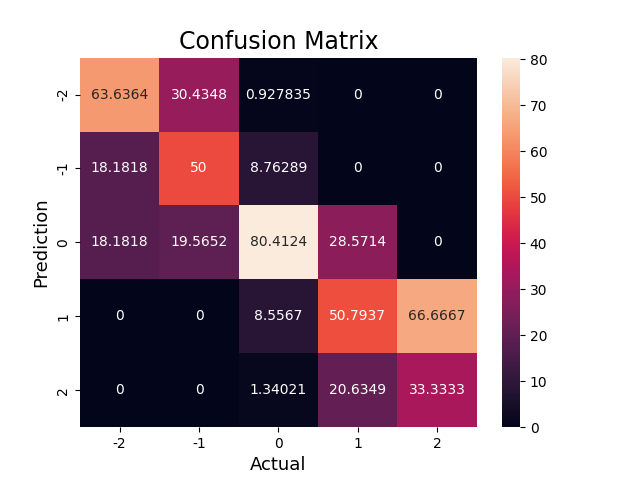 Confusion Matrix
-2 63.6364 30.4348 0.927835 0 0
-1 18.1818 50 8.76289 0 0
0 18.1818 19.5652 80.4124 28.5714 0
1 0 0 8.5567 50.7937 66.6667
2 0 0 1.34021 20.6349 33.3333
-2 -1 0 1 2
Actual
Prediction
80
70
60
50
40
30
20
10
0